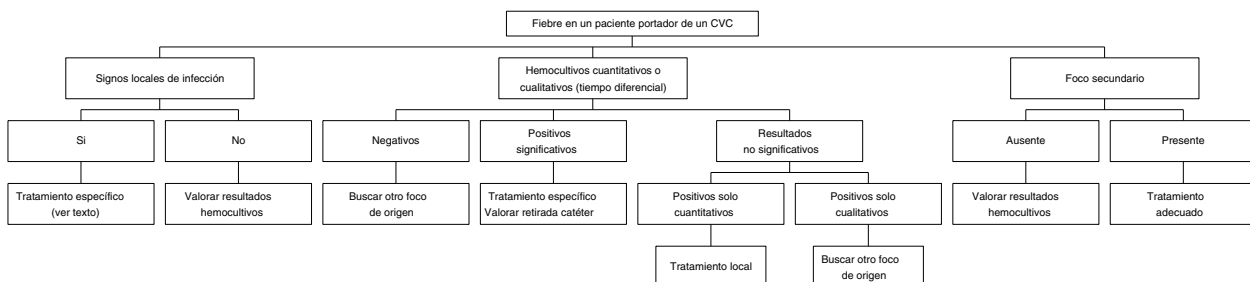 Fiebre en un paciente portador de un CVC
Signos locales de infección
Hemocultivos cuantitativos o
cualitativos (tiempo diferencial)
Foco secundario
Si
No
Negativos
Positivos
significativos
Resultados
no significativos
Ausente
Presente
Tratamiento específico
(ver texto)
Valorar resultados
hemocultivos
Buscar otro foco
de origen
Tratamiento específico
Valorar retirada catéter
Positivos solo
cuantitativos
Positivos solo
cualitativos
Valorar resultados
hemocultivos
Tratamiento
adecuado
Tratamiento local
Buscar otro foco
de origen